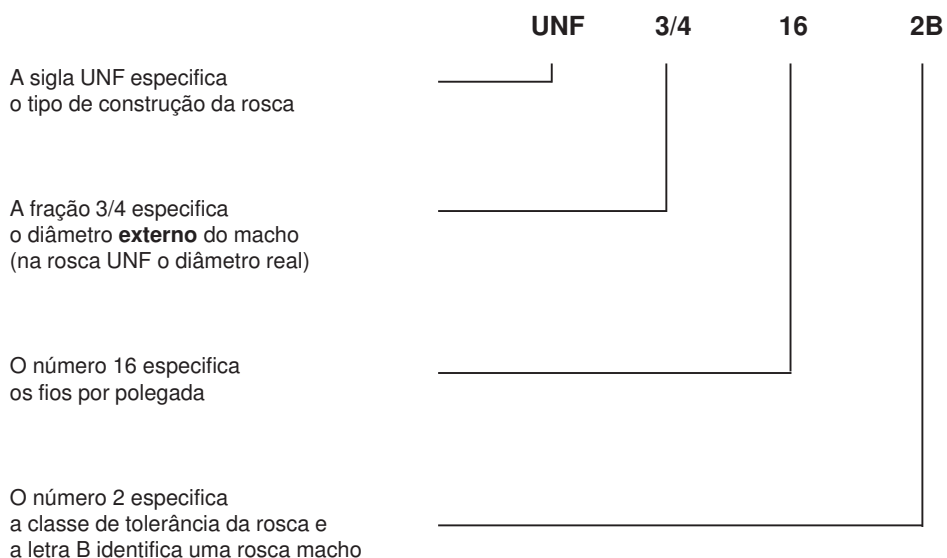 UNF 3/4 16 2B
A sigla UNF especifica
o tipo de construção da rosca
A fração 3/4 especifica
o diâmetro externo do macho
(na rosca UNF o diâmetro real)
O número 16 especifica
os fios por polegada
O número 2 especifica
a classe de tolerância da rosca e
a letra B identifica uma rosca macho